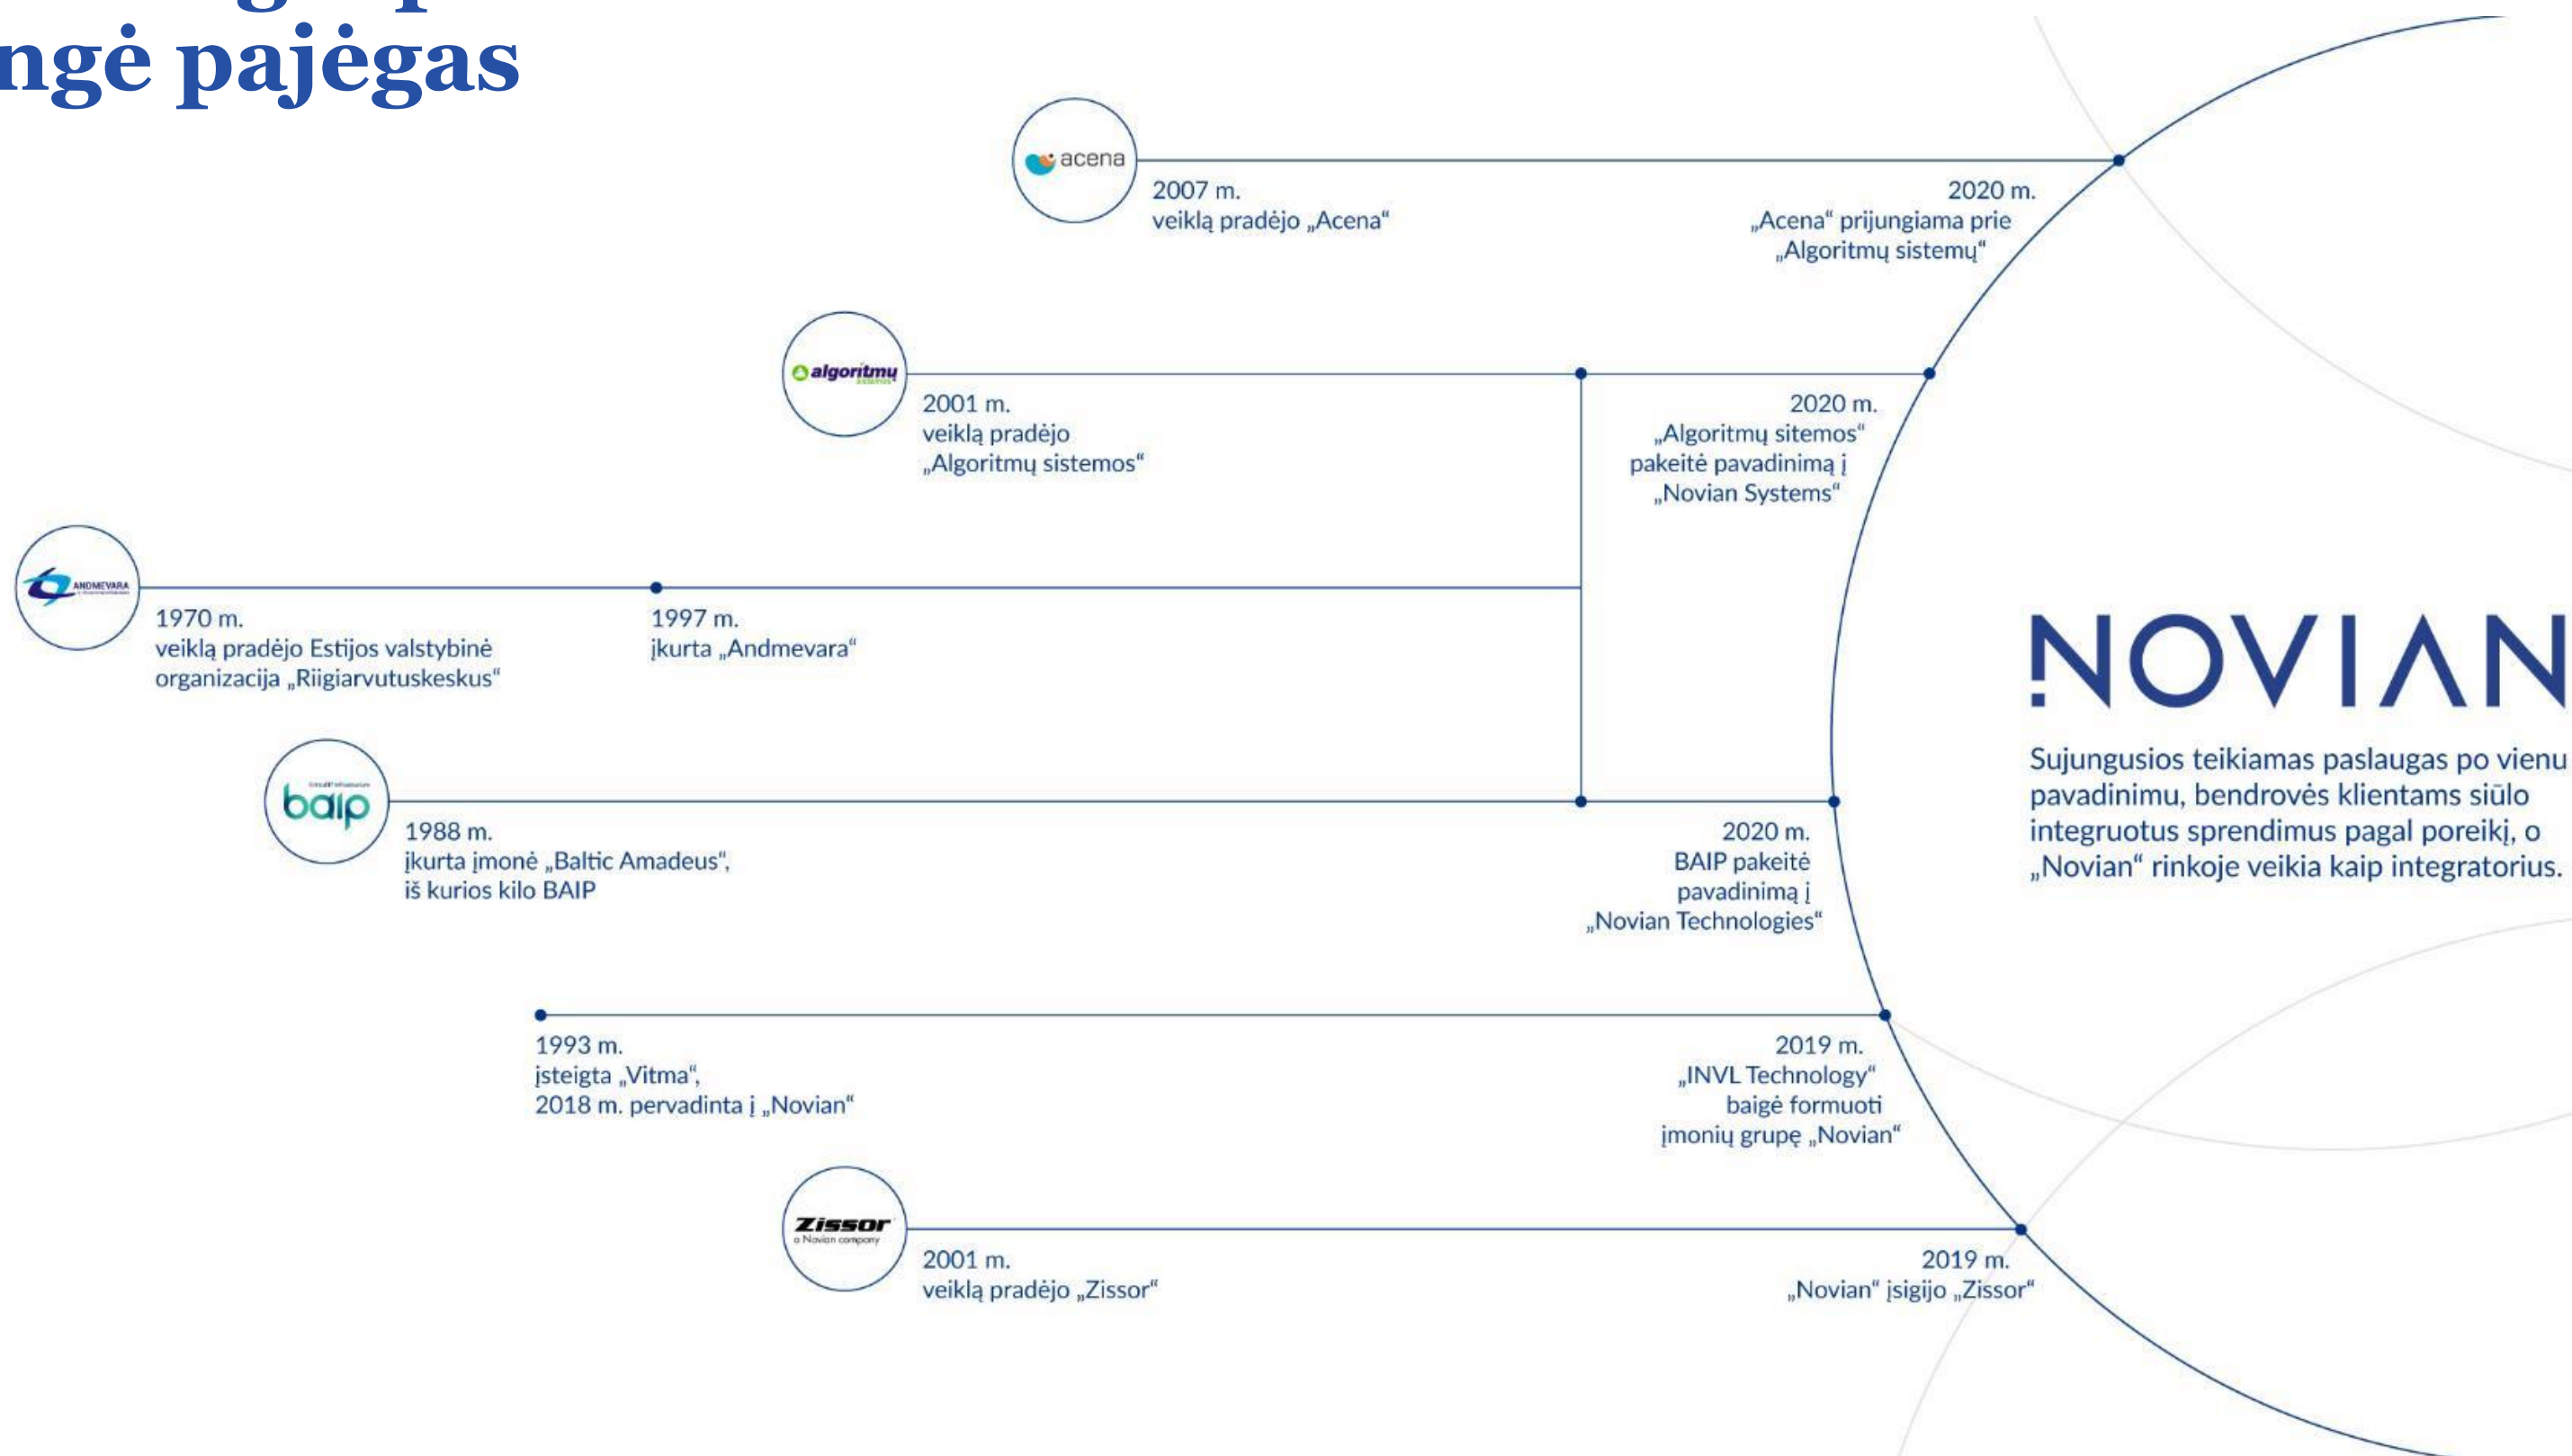 ngė pajėgas
acena
2007 m.
veiklą pradėjo „Acena“
2020 m.
„Acena“ prijungiama prie
„Algoritmų sistemų“
algoritmų
sistemos
2001 m.
veiklą pradėjo
„Algoritmų sistemos“
2020 m.
„Algoritmų sitemos“
pakeitė pavadinimą į
„Novian Systems“
ANDMEVARA
1970 m.
veiklą pradėjo Estijos valstybinė
organizacija „Riigiarvutuskeskus“
1997 m.
įkurta „Andmevara“
NOVIAN
Sujungusios teikiamas paslaugas po vienu
pavadinimu, bendrovės klientams siūlo
integruotus sprendimus pagal poreikį, o
„Novian“ rinkoje veikia kaip integratorius.
baip
1988 m.
įkurta įmonė „Baltic Amadeus“,
iš kurios kilo BAIP
2020 m.
BAIP pakeitė
pavadinimą į
„Novian Technologies“
1993 m.
įsteigta „Vitma“,
2018 m. pervadinta į „Novian“
2019 m.
„INVL Technology“
baigė formuoti
įmonių grupę „Novian“
Zissor
a Novian company
2001 m.
veiklą pradėjo „Zissor“
2019 m.
„Novian“ įsigijo „Zissor“